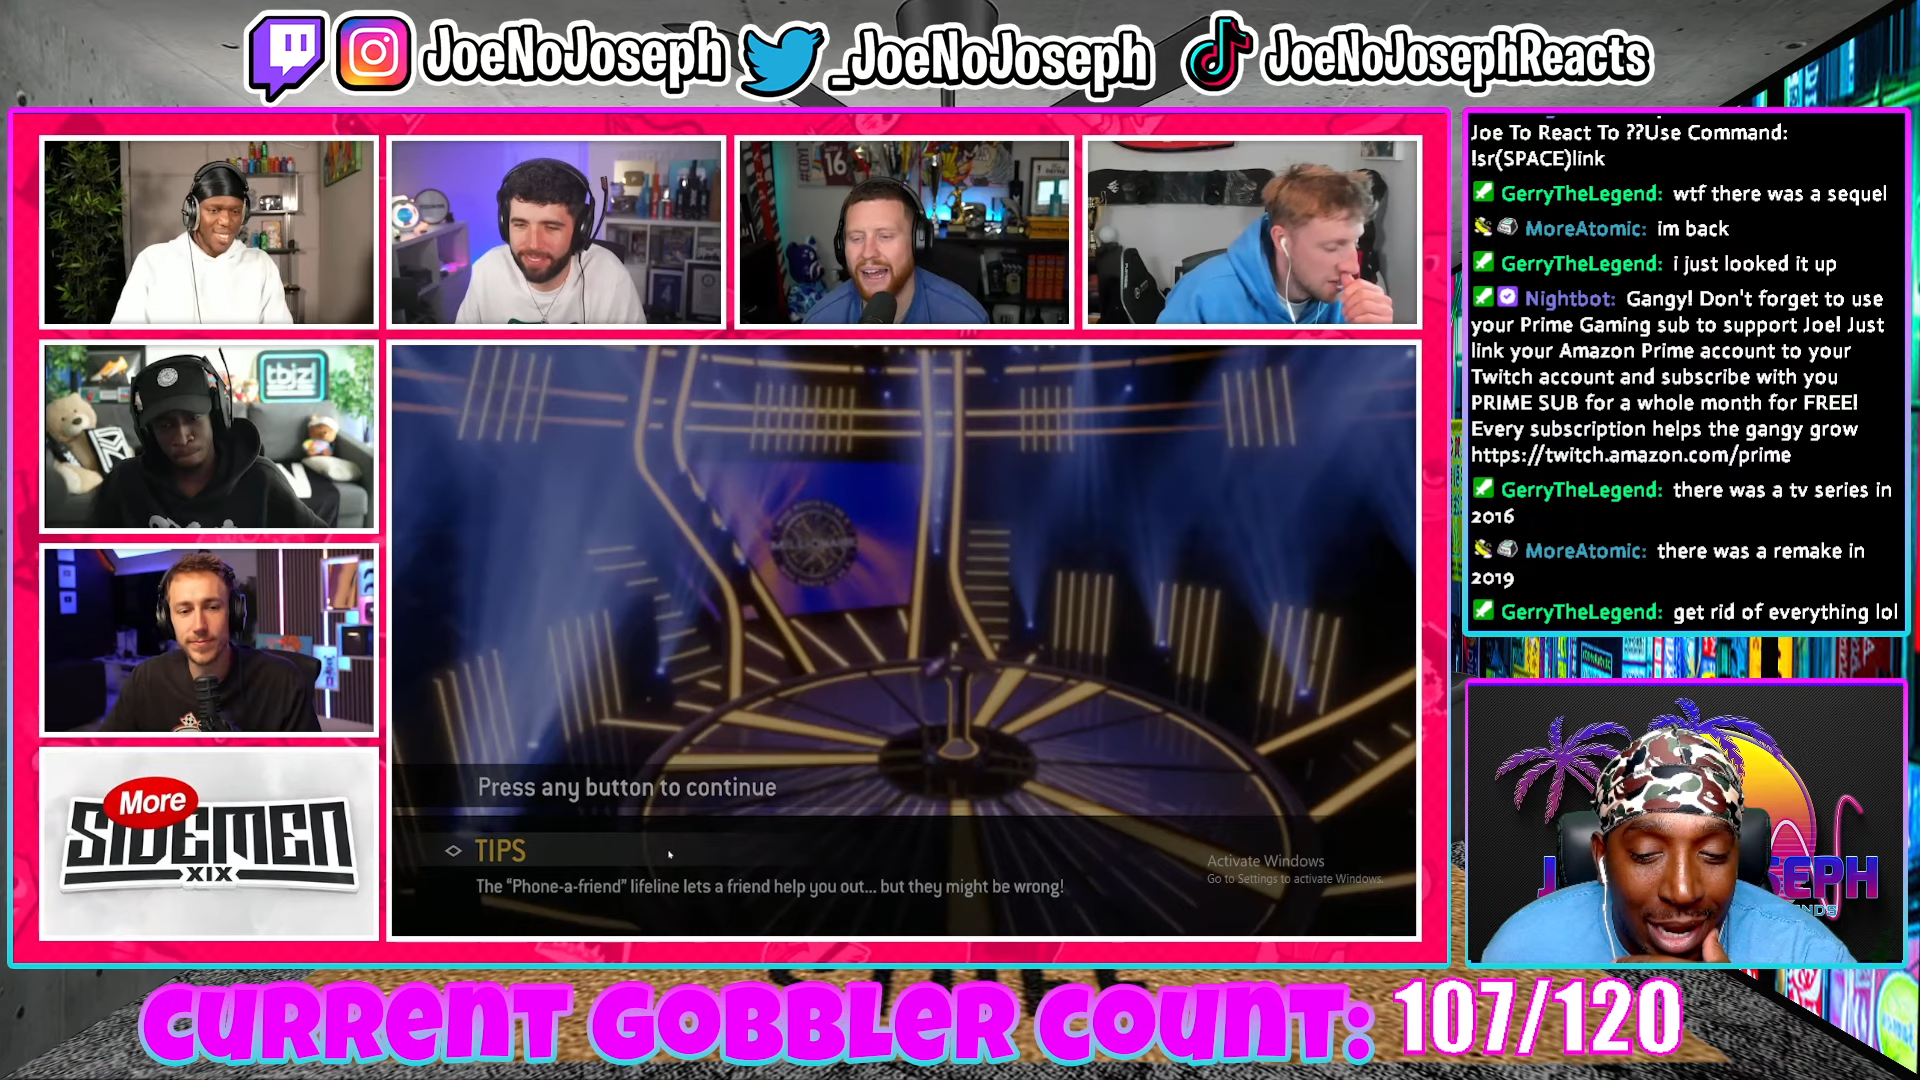 JoeNoJoseph _JoeNoJoseph JoeNoJosephReacts
Joe To React To ??Use Command:
!sr(SPACE)link
GerryTheLegend: wtf there was a sequel
MoreAtomic: im back
GerryTheLegend: i just looked it up
Nightbot: Gangy! Don't forget to use
your Prime Gaming sub to support Joe! Just
link your Amazon Prime account to your
Twitch account and subscribe with you
PRIME SUB for a whole month for FREE!
Every subscription helps the gangy grow
https://twitch.amazon.com/prime
GerryTheLegend: there was a tv series in
2016
MoreAtomic: there was a remake in
2019
GerryTheLegend: get rid of everything lol
16
tbjzl
MILLIONAIRE
More
SIDEMEN
XIX
Press any button to continue
TIPS
The “Phone-a-friend” lifeline lets a friend help you out... but they might be wrong!
Activate Windows
Go to Settings to activate Windows.
CURRENT GOBBLER COUNT: 107/120